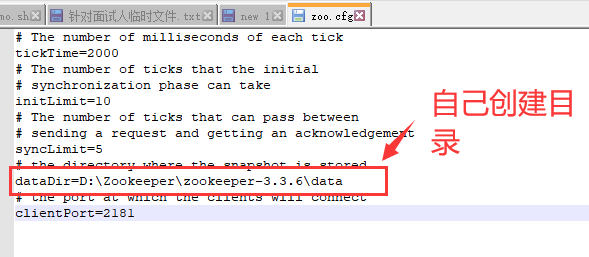 mo.sh
针对面试人临时文件.txt
new 1
zoo.cfg
# The number of milliseconds of each tick
tickTime=2000
# The number of ticks that the initial
# synchronization phase can take
initLimit=10
# The number of ticks that can pass between
# sending a request and getting an acknowledgement
syncLimit=5
# the directory where the snapshot is stored
dataDir=D:\Zookeeper\zookeeper-3.3.6\data
# the port at which the clients will connect
clientPort=2181
自己创建目
录